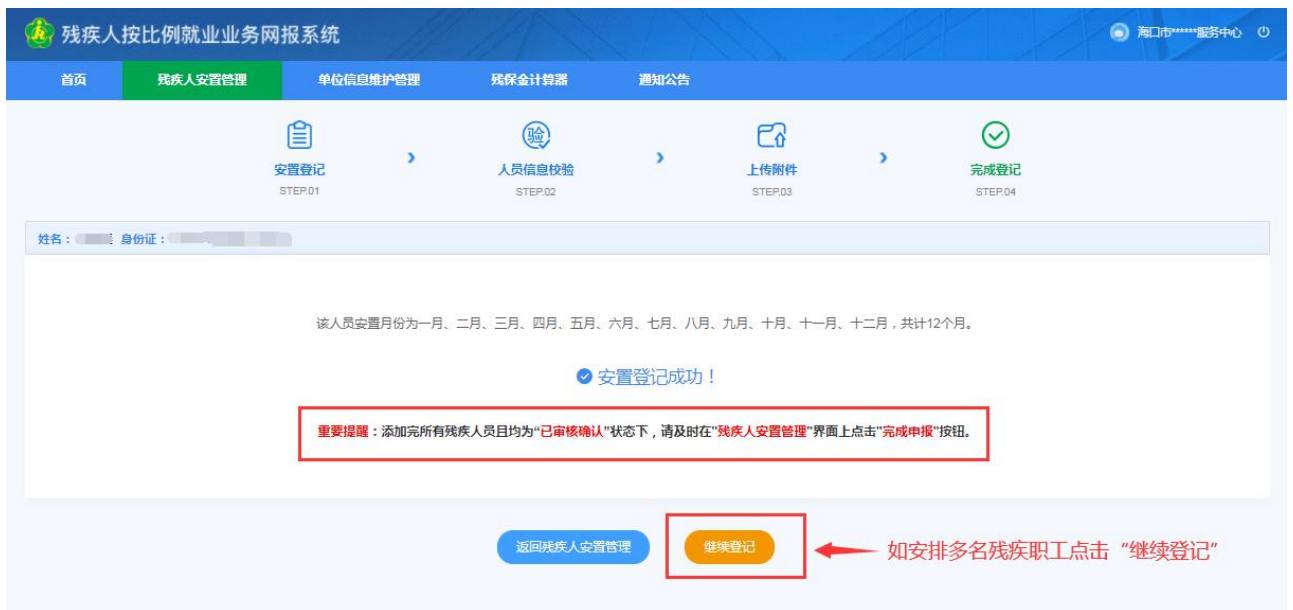 残疾人按比例就业业务网报系统
海口市******服务中心
首页 残疾人安置管理 单位信息维护管理 残保金计算器 通知公告
验
安置登记 人员信息校验 上传附件 完成登记
STEP.01 STEP.02 STEP.03 STEP.04
姓名: 身份证:
该人员安置月份为一月、二月、三月、四月、五月、六月、七月、八月、九月、十月、十一月、十二月,共计12个月。
安置登记成功!
重要提醒:添加完所有残疾人员且均为“已审核确认”状态下,请及时在"残疾人安置管理"界面上点击"完成申报"按钮。
返回残疾人安置管理 继续登记 如安排多名残疾职工点击“继续登记”